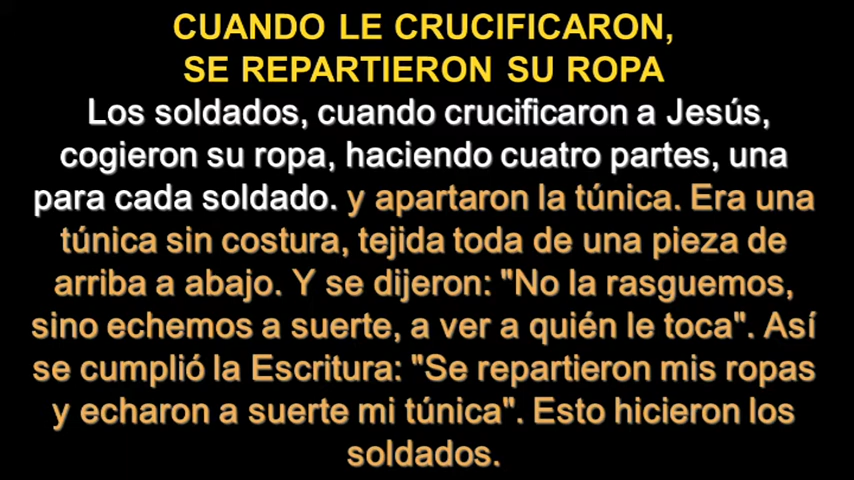 CUANDO LE CRUCIFICARON,
SE REPARTIERON SU ROPA
Los soldados, cuando crucificaron a Jesús,
cogieron su ropa, haciendo cuatro partes, una
para cada soldado. y apartaron la túnica. Era una
túnica sin costura, tejida toda de una pieza de
arriba a abajo. Y se dijeron: "No la rasguemos,
sino echemos a suerte, a ver a quién le toca". Así
se cumplió la Escritura: "Se repartieron mis ropas
y echaron a suerte mi túnica". Esto hicieron los
soldados.